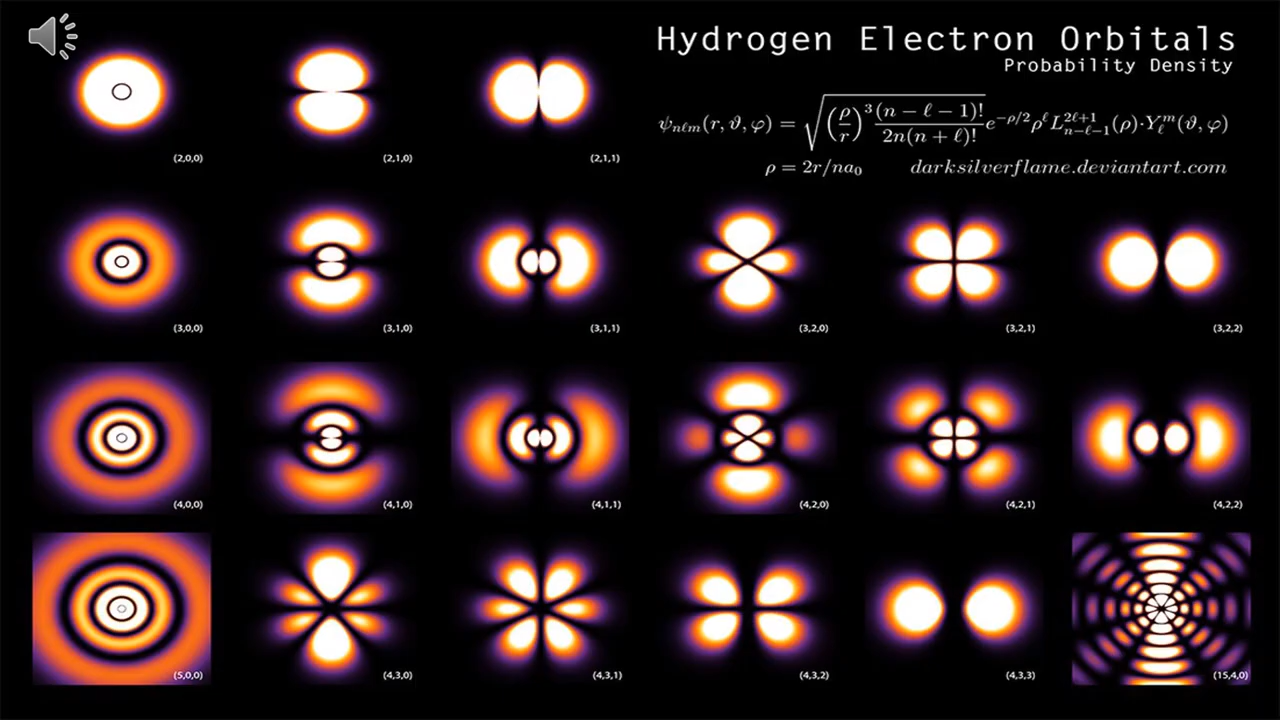 Hydrogen Electron Orbitals
Probability Density
ψnℓm(r, ϑ, φ) = √((ρ/r)^3 (n − ℓ − 1)!/2n(n + ℓ)!) e^−ρ/2 ρ^ℓ L^2ℓ+1_n−ℓ−1(ρ)·Y^m_ℓ(ϑ, φ)
ρ = 2r/na₀ darksilverflame.deviantart.com
(2,0,0) (2,1,0) (2,1,1)
(3,0,0) (3,1,0) (3,1,1) (3,2,0) (3,2,1) (3,2,2)
(4,0,0) (4,1,0) (4,1,1) (4,2,0) (4,2,1) (4,2,2)
(5,0,0) (4,3,0) (4,3,1) (4,3,2) (4,3,3) (15,4,0)